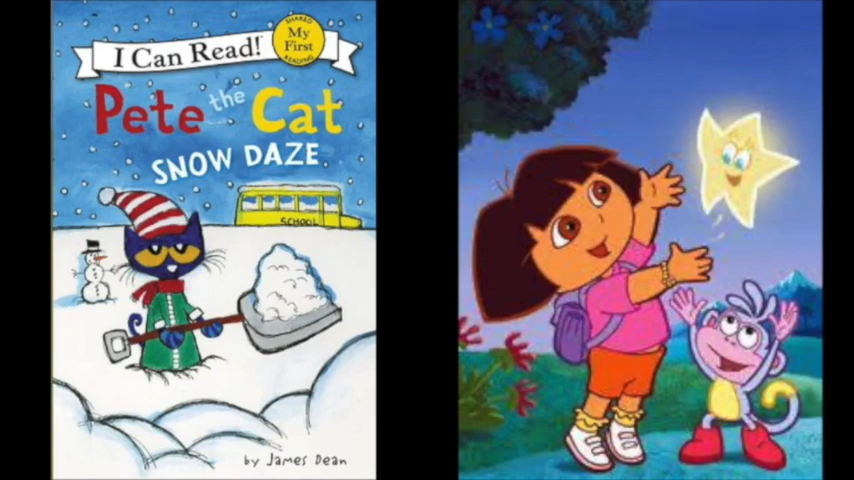 I Can Read!
SHARED
My
First
READING
Pete the Cat
SNOW DAZE
SCHOOL
by James Dean